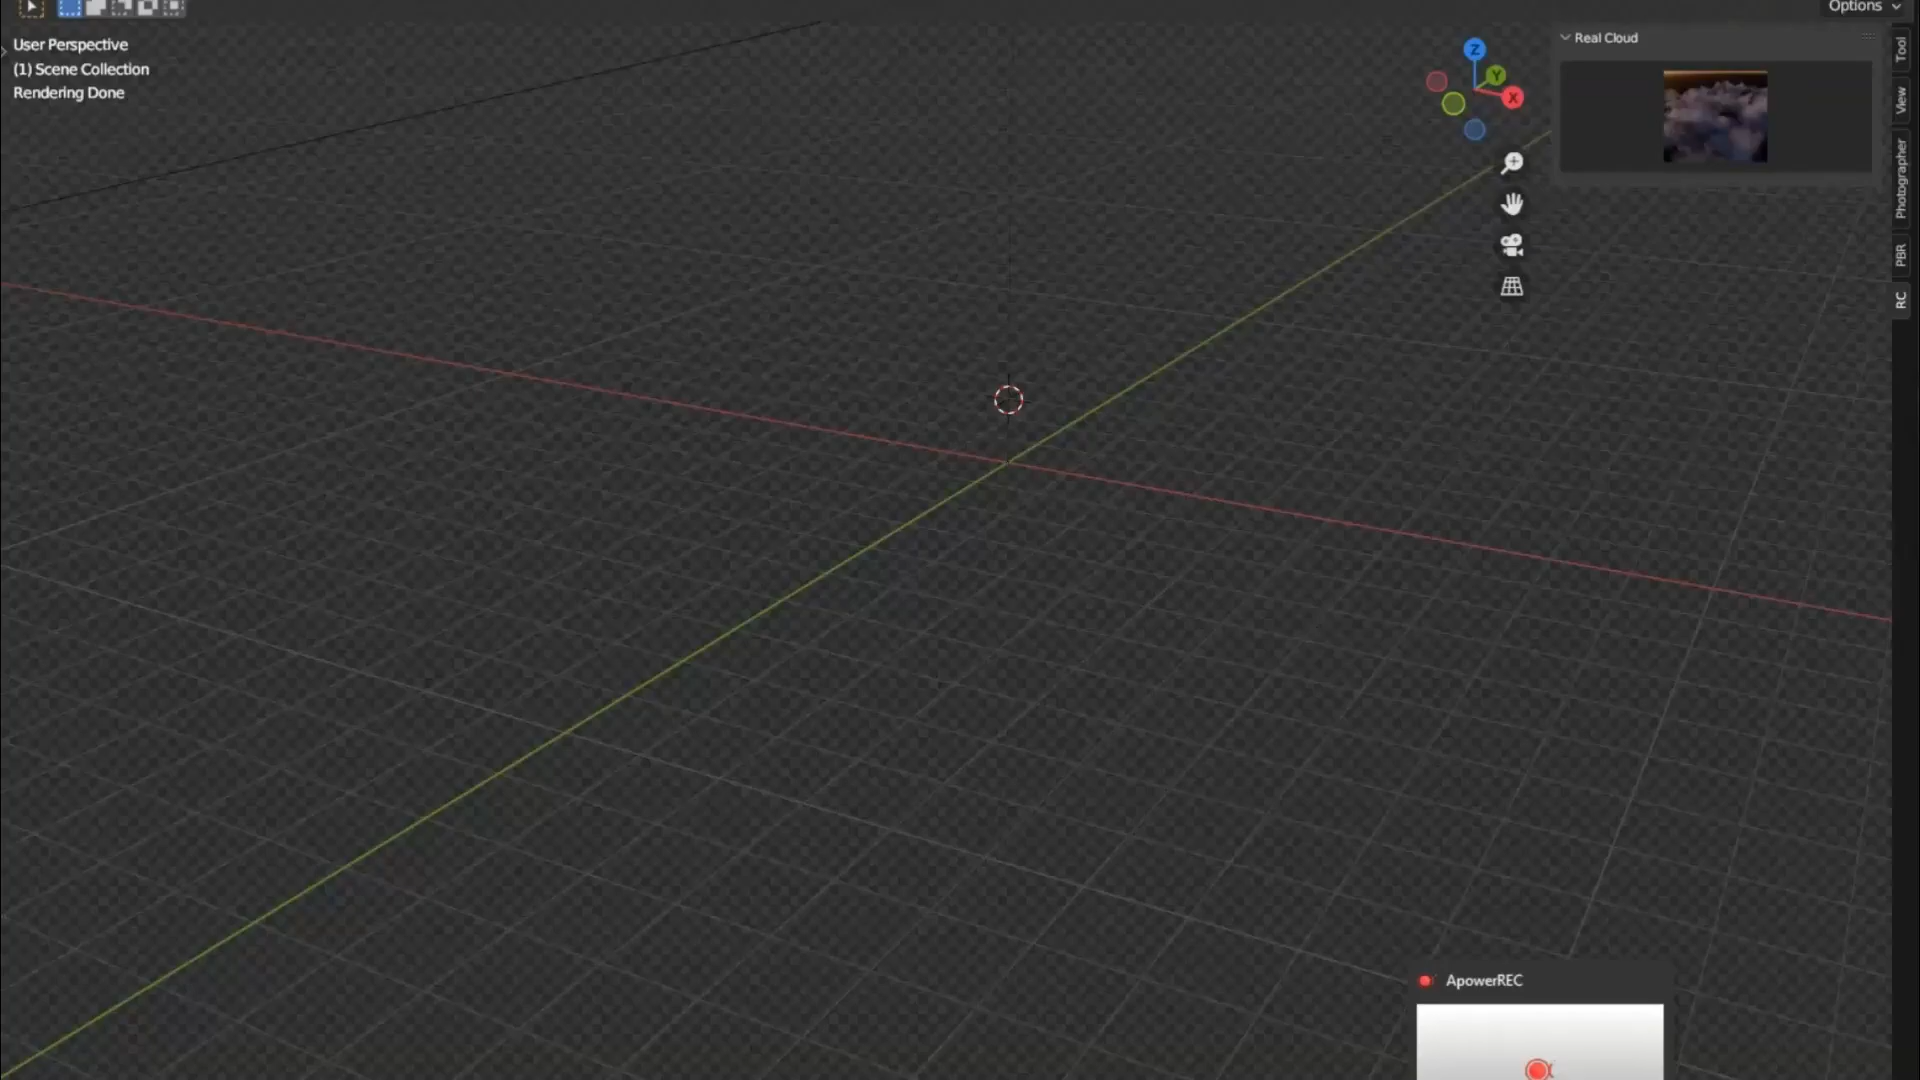 Options
User Perspective
(1) Scene Collection
Rendering Done
Real Cloud
Z
Y
X
Tool
View
Photographer
PBR
RC
ApowerREC